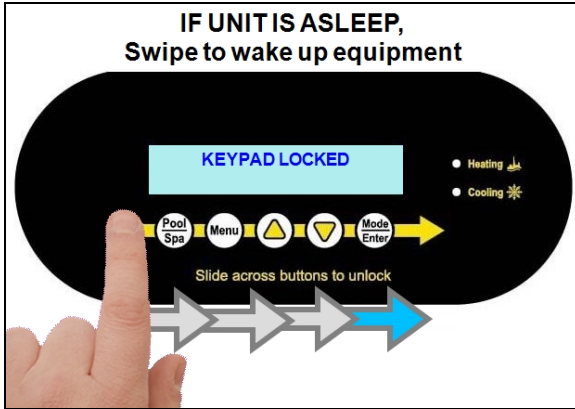 IF UNIT IS ASLEEP,
Swipe to wake up equipment
KEYPAD LOCKED
Heating
Cooling
Pool
Spa
Menu
Mode
Enter
Slide across buttons to unlock